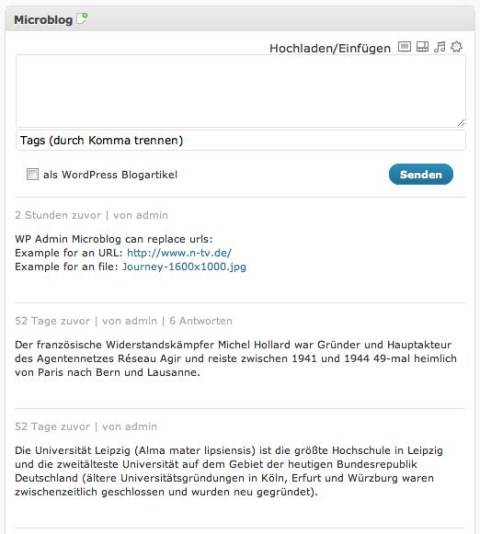 Microblog
Hochladen/Einfügen
Tags (durch Komma trennen)
als WordPress Blogartikel
Senden
2 Stunden zuvor | von admin
WP Admin Microblog can replace urls:
Example for an URL: http://www.n-tv.de/
Example for an file: Journey-1600x1000.jpg
52 Tage zuvor | von admin | 6 Antworten
Der französische Widerstandskämpfer Michel Hollard war Gründer und Hauptakteur
des Agentennetzes Réseau Agir und reiste zwischen 1941 und 1944 49-mal heimlich
von Paris nach Bern und Lausanne.
52 Tage zuvor | von admin
Die Universität Leipzig (Alma mater lipsiensis) ist die größte Hochschule in Leipzig
und die zweitälteste Universität auf dem Gebiet der heutigen Bundesrepublik
Deutschland (ältere Universitätsgründungen in Köln, Erfurt und Würzburg waren
zwischenzeitlich geschlossen und wurden neu gegründet).